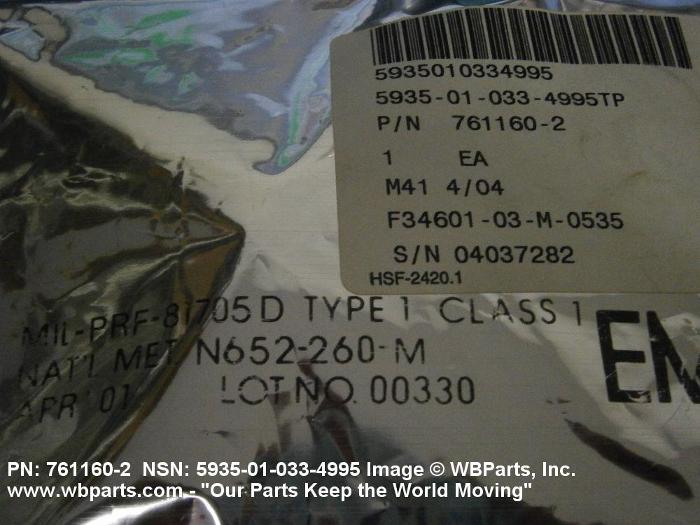 5935010334995
5935-01-033-4995TP
P/N 761160-2
1 EA
M41 4/04
F34601-03-M-0535
S/N 04037282
HSF-2420.1
MIL-PRF-81705D TYPE 1 CLASS 1
NAT'L MET. N652-260-M
APR '01 LOT NO. 00330
PN: 761160-2 NSN: 5935-01-033-4995 Image © WBParts, Inc.
www.wbparts.com - "Our Parts Keep the World Moving"